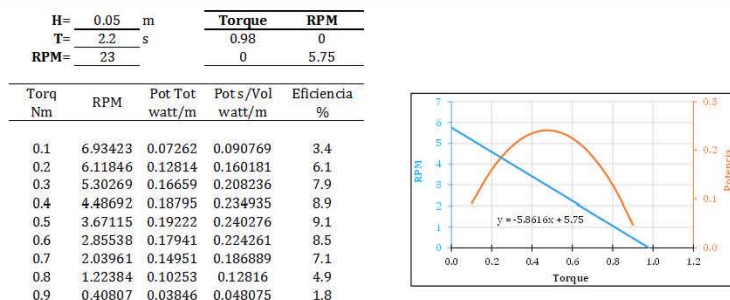 H= 0.05 m
T= 2.2 s
RPM= 23
Torque RPM
0.98 0
0 5.75
Torq Nm RPM Pot Tot watt/m Pot s/Vol watt/m Eficiencia %
0.1 6.93423 0.07262 0.090769 3.4
0.2 6.11846 0.12814 0.160181 6.1
0.3 5.30269 0.16659 0.208236 7.9
0.4 4.48692 0.18795 0.234935 8.9
0.5 3.67115 0.19222 0.240276 9.1
0.6 2.85538 0.17941 0.224261 8.5
0.7 2.03961 0.14951 0.186889 7.1
0.8 1.22384 0.10253 0.12816 4.9
0.9 0.40807 0.03846 0.048075 1.8
7
6
5
4
3
2
1
0
RPM
0.3
0.2
0.1
0.0
Potencia
y = -5.8616x + 5.75
0.0 0.2 0.4 0.6 0.8 1.0 1.2
Torque